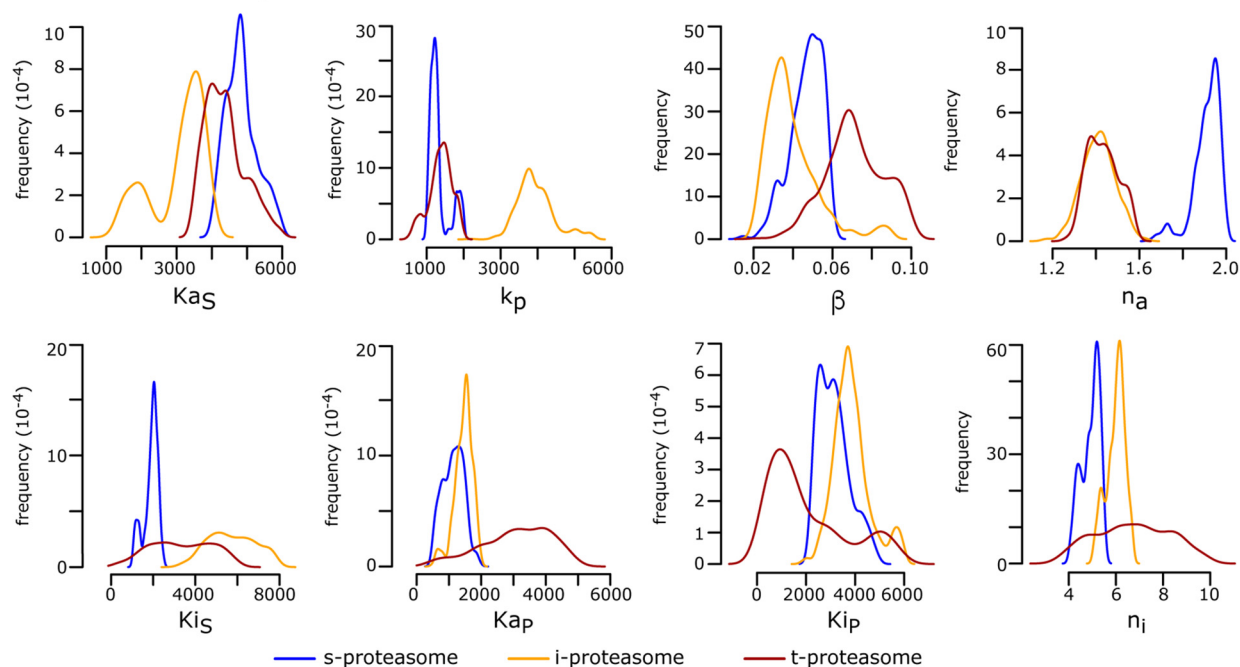 frequency (10⁻⁴)
10
8
6
4
2
0
1000 3000 6000
Ka_S
frequency (10⁻⁴)
30
20
10
0
1000 3000 6000
k_p
frequency
50
40
30
20
10
0
0.02 0.06 0.10
β
frequency
10
8
6
4
2
0
1.2 1.6 2.0
n_a
frequency (10⁻⁴)
20
10
0
0 2000 8000
Ki_S
frequency (10⁻⁴)
20
10
0
0 2000 4000 6000
Ka_P
frequency (10⁻⁴)
7
6
5
4
3
2
1
0
0 2000 4000 6000
Ki_P
frequency
60
30
0
4 6 8 10
n_i
s-proteasome i-proteasome t-proteasome